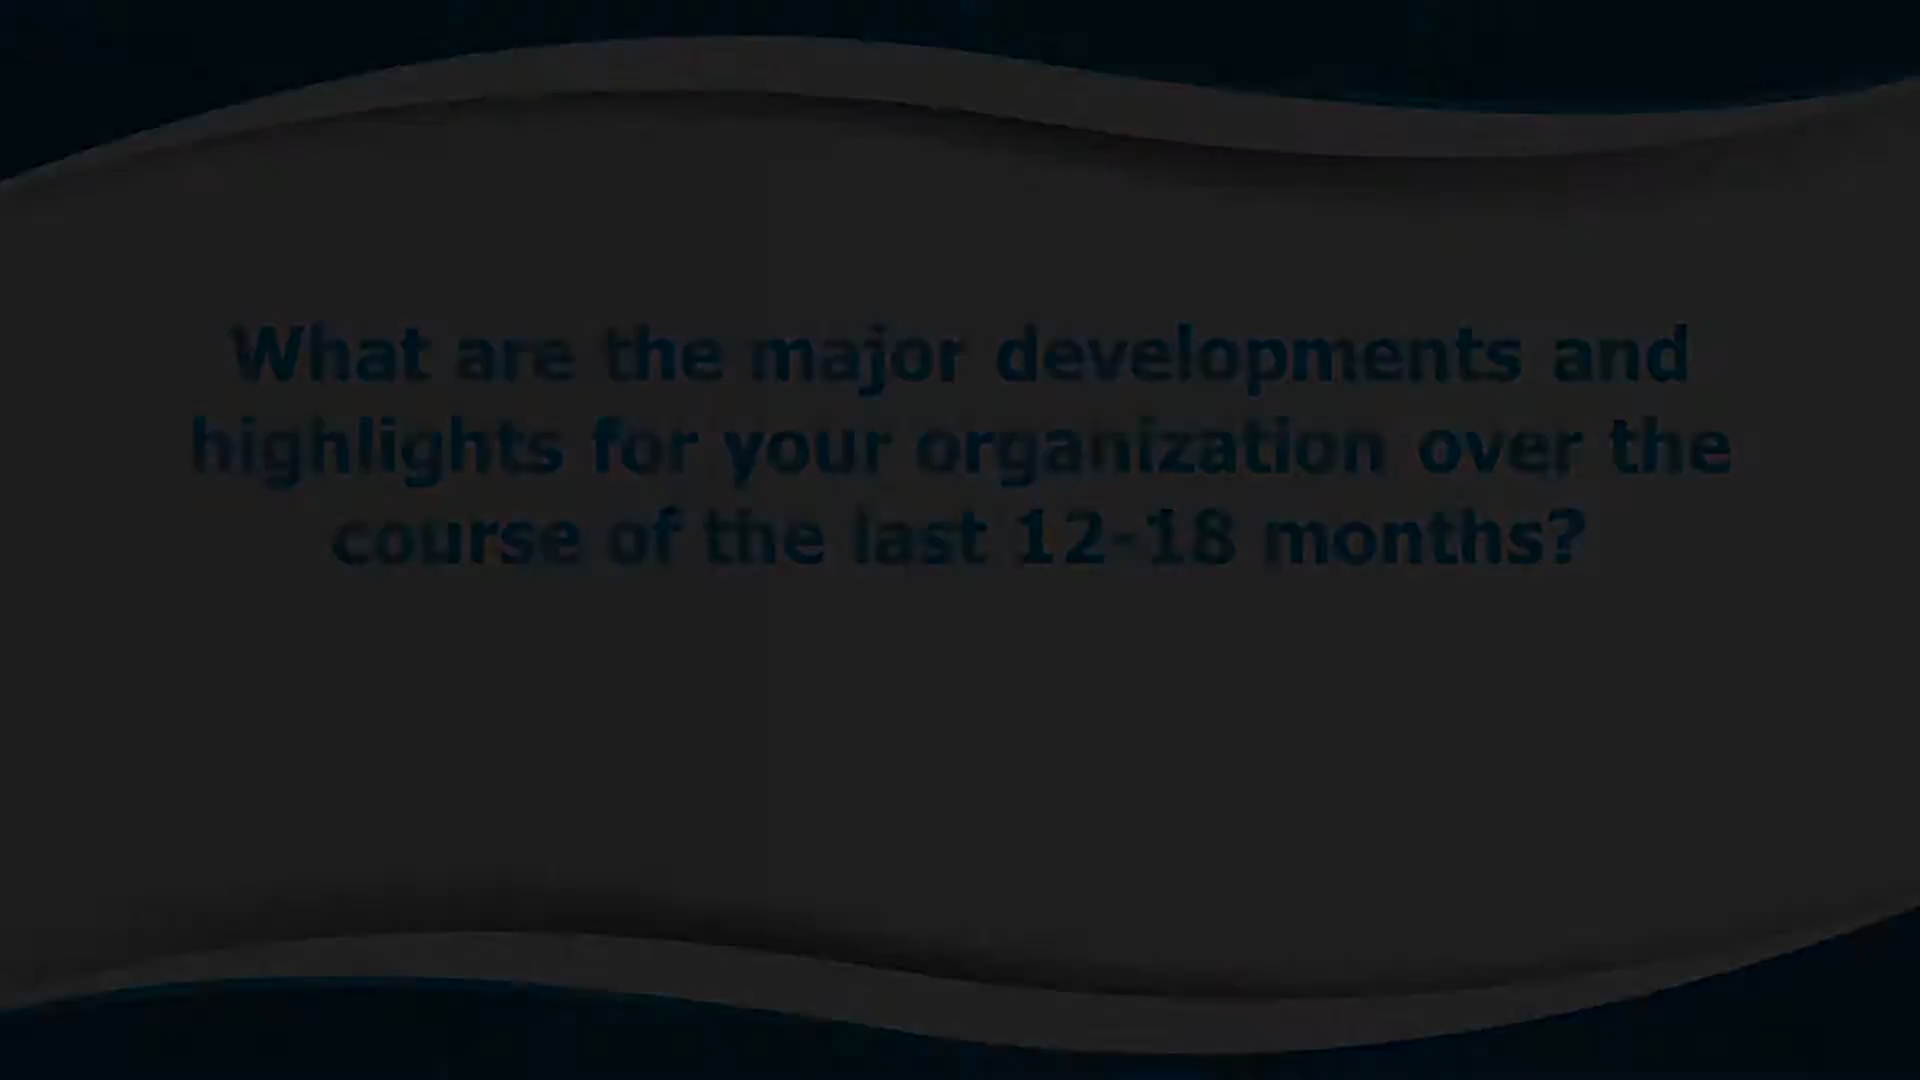 What are the major developments and
highlights for your organization over the
course of the last 12-18 months?